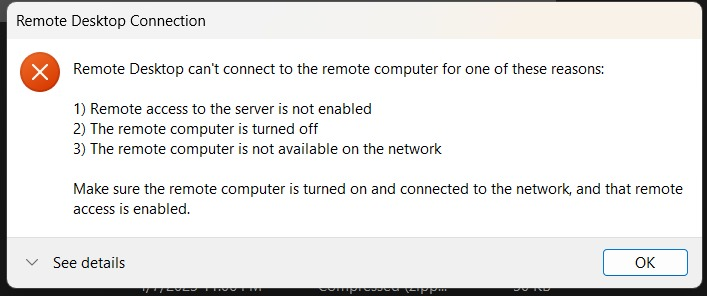 Remote Desktop Connection
Remote Desktop can't connect to the remote computer for one of these reasons:
1) Remote access to the server is not enabled
2) The remote computer is turned off
3) The remote computer is not available on the network
Make sure the remote computer is turned on and connected to the network, and that remote
access is enabled.
See details
OK